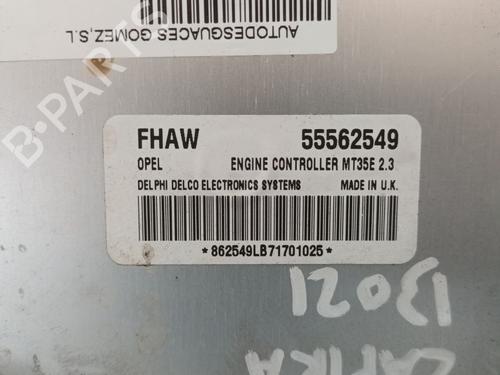 AUTODESGUACES GOMEZ,S.L
B-PARTS
FHAW 55562549
OPEL ENGINE CONTROLLER MT35E 2.3
DELPHI DELCO ELECTRONICS SYSTEMS MADE IN U.K.
*862549LB71701025*
13021
ZAFIRA